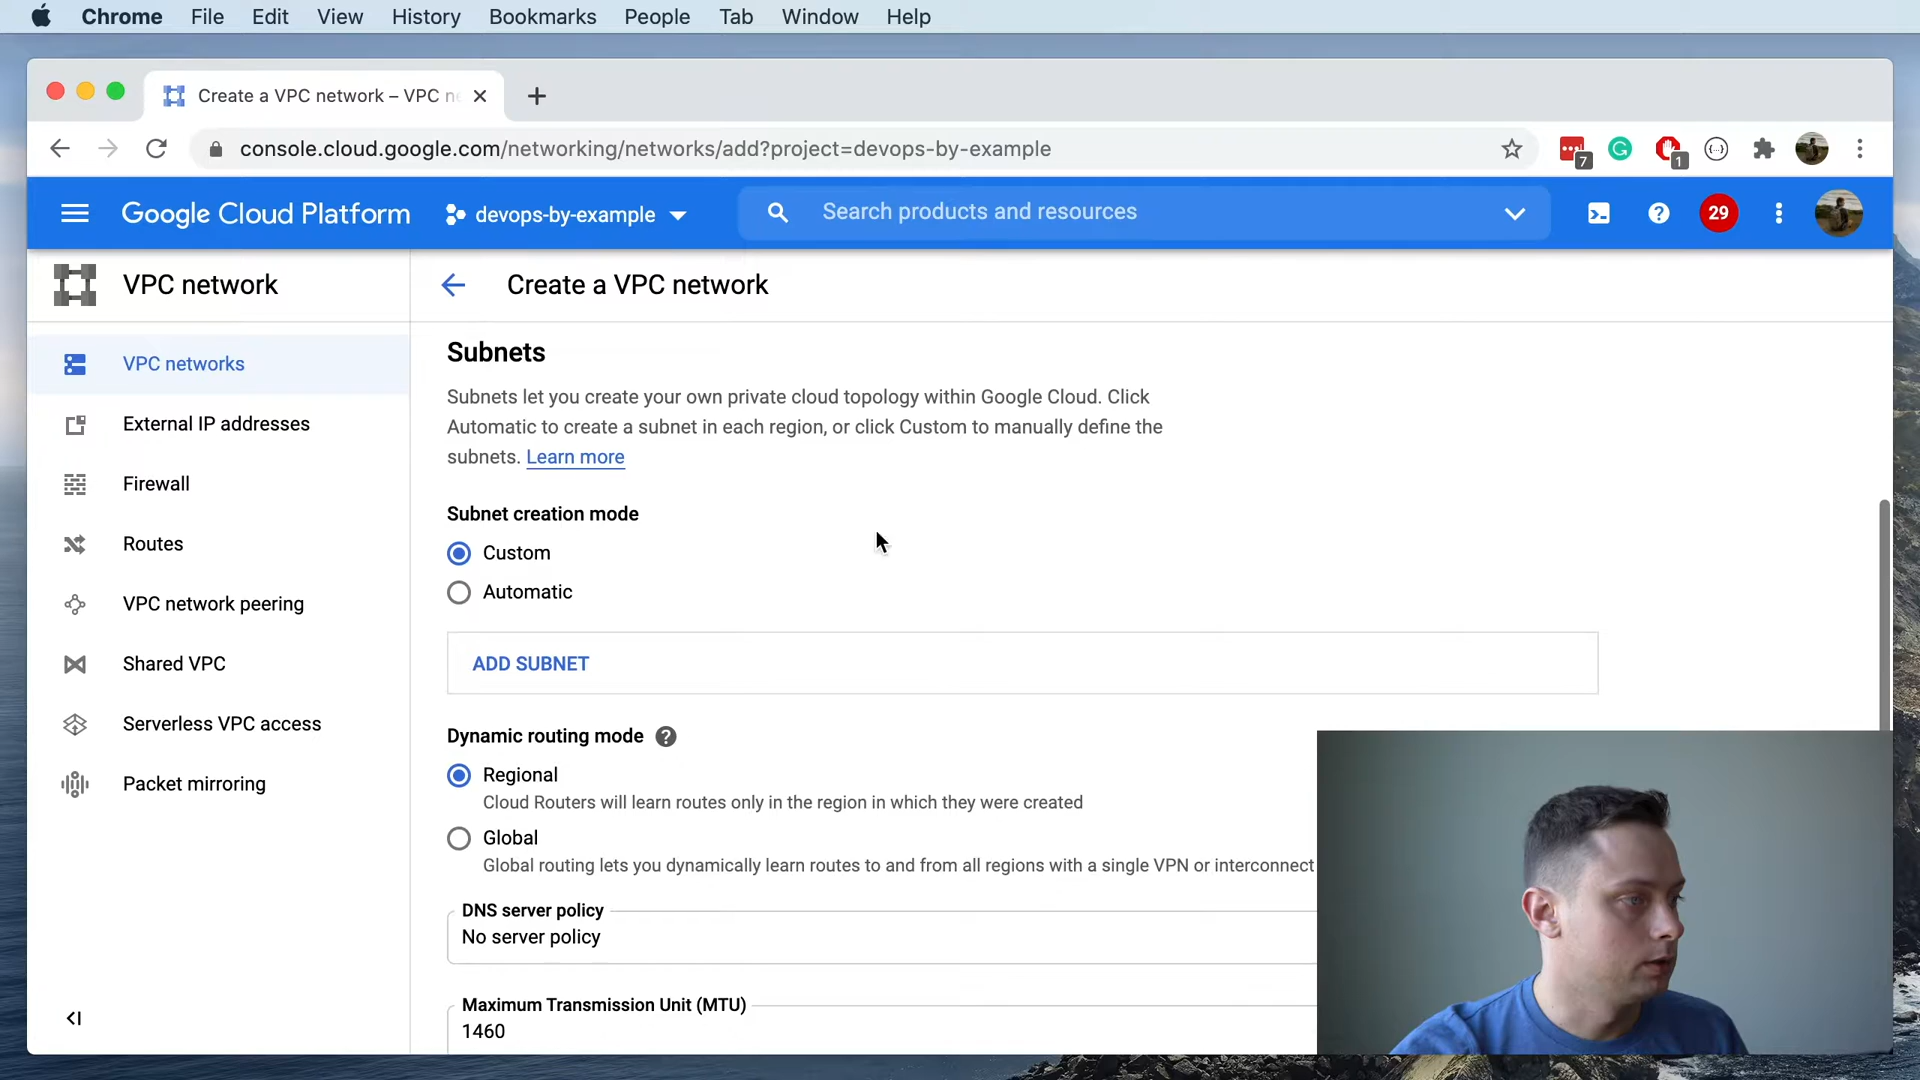 Chrome File Edit View History Bookmarks People Tab Window Help
Create a VPC network – VPC ne
console.cloud.google.com/networking/networks/add?project=devops-by-example
7
1
Google Cloud Platform devops-by-example Search products and resources 29
VPC network
Create a VPC network
VPC networks
External IP addresses
Firewall
Routes
VPC network peering
Shared VPC
Serverless VPC access
Packet mirroring
Subnets
Subnets let you create your own private cloud topology within Google Cloud. Click
Automatic to create a subnet in each region, or click Custom to manually define the
subnets. Learn more
Subnet creation mode
Custom
Automatic
ADD SUBNET
Dynamic routing mode
Regional
Cloud Routers will learn routes only in the region in which they were created
Global
Global routing lets you dynamically learn routes to and from all regions with a single VPN or interconnect
DNS server policy
No server policy
Maximum Transmission Unit (MTU)
1460